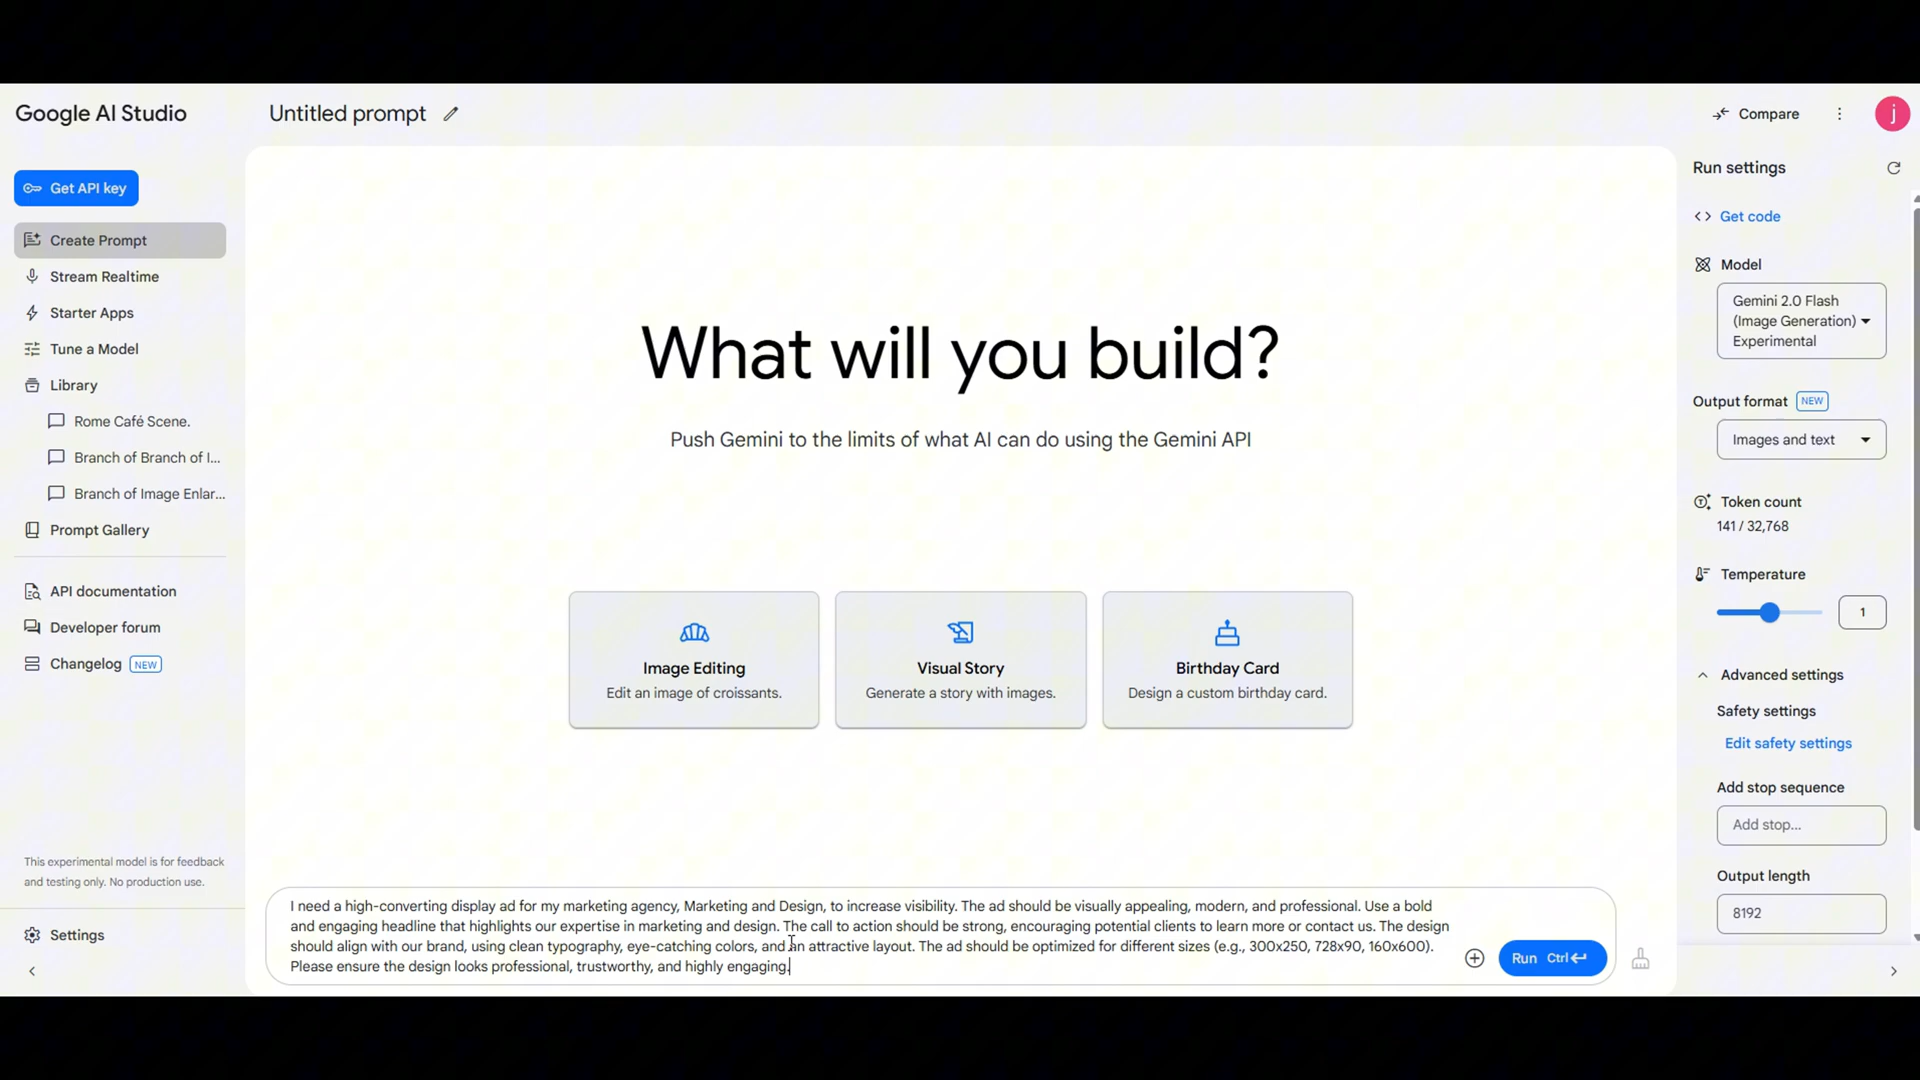 Google AI Studio
Untitled prompt
Compare
j
Get API key
Create Prompt
Stream Realtime
Starter Apps
Tune a Model
Library
Rome Café Scene.
Branch of Branch of I...
Branch of Image Enlar...
Prompt Gallery
API documentation
Developer forum
Changelog NEW
This experimental model is for feedback
and testing only. No production use.
Settings
What will you build?
Push Gemini to the limits of what AI can do using the Gemini API
Image Editing
Edit an image of croissants.
Visual Story
Generate a story with images.
Birthday Card
Design a custom birthday card.
I need a high-converting display ad for my marketing agency, Marketing and Design, to increase visibility. The ad should be visually appealing, modern, and professional. Use a bold
and engaging headline that highlights our expertise in marketing and design. The call to action should be strong, encouraging potential clients to learn more or contact us. The design
should align with our brand, using clean typography, eye-catching colors, and an attractive layout. The ad should be optimized for different sizes (e.g., 300x250, 728x90, 160x600).
Please ensure the design looks professional, trustworthy, and highly engaging.
Run Ctrl
Run settings
Get code
Model
Gemini 2.0 Flash
(Image Generation)
Experimental
Output format NEW
Images and text
Token count
141 / 32,768
Temperature
1
Advanced settings
Safety settings
Edit safety settings
Add stop sequence
Add stop...
Output length
8192